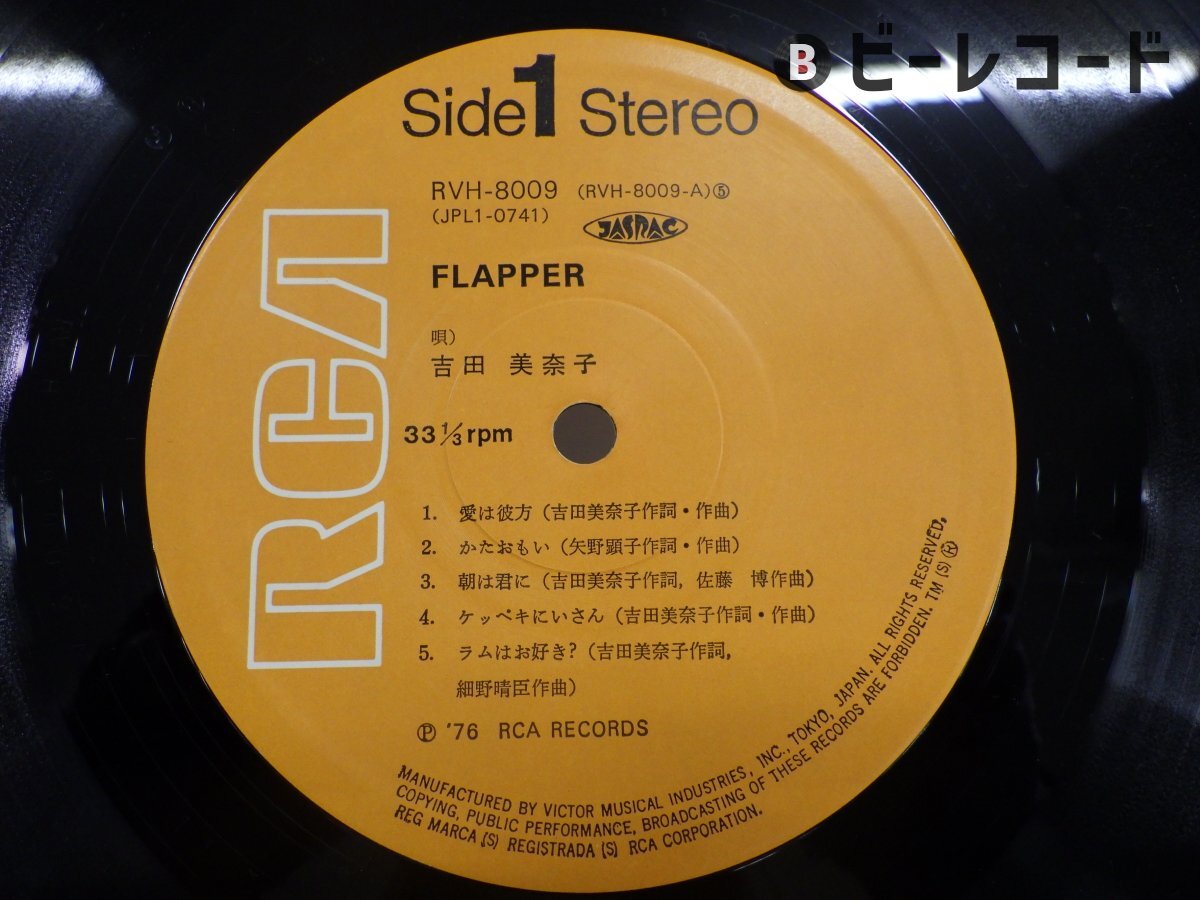 B ビーレコード
Side 1 Stereo
RVH-8009 (RVH-8009-A)⑤
(JPL1-0741)
JASRAC
FLAPPER
唄)
吉田 美奈子
33 1/3 rpm
RCA
1. 愛は彼方(吉田美奈子作詞・作曲)
2. かたおもい(矢野顕子作詞・作曲)
3. 朝は君に(吉田美奈子作詞, 佐藤 博作曲)
4. ケッペキにいさん(吉田美奈子作詞・作曲)
5. ラムはお好き?(吉田美奈子作詞,
細野晴臣作曲)
Ⓟ '76 RCA RECORDS
MANUFACTURED BY VICTOR MUSICAL INDUSTRIES, INC., TOKYO, JAPAN. ALL RIGHTS RESERVED.
COPYING, PUBLIC PERFORMANCE, BROADCASTING OF THESE RECORDS ARE FORBIDDEN. TM (S) ®
REG MARCA (S) REGISTRADA (S) RCA CORPORATION.